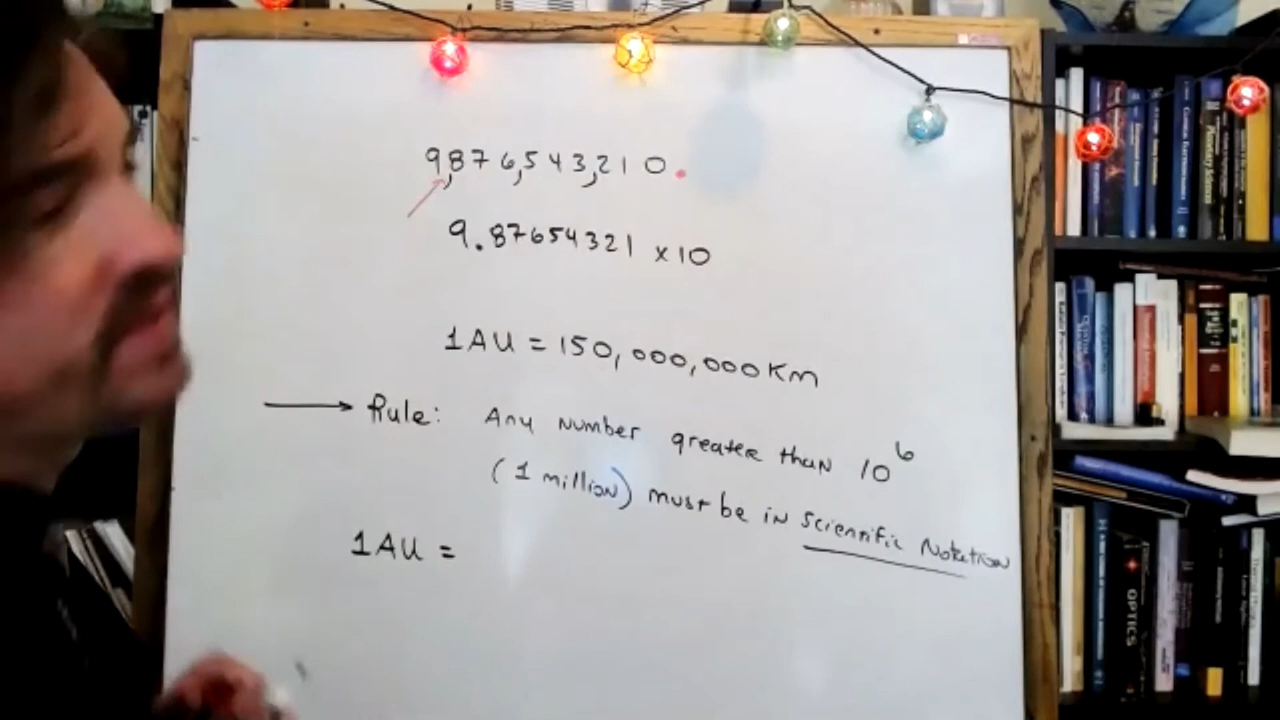 9,876,543,210.
9.87654321 x 10
1AU = 150,000,000 Km
Rule: Any number greater than 10⁶
(1 million) must be in Scientific Notation
1AU =
OPTICS